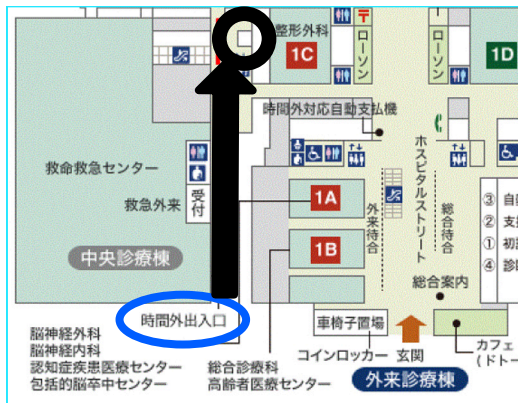 整形外科
1C
ローソン
ローソン
1D
時間外対応自動支払機
救命救急センター
救急外来
受付
1A
1B
外来待合
ホスピタルストリート
総合待合
中央診療棟
総合案内
③ 自
② 支
① 初
④ 診
時間外出入口
車椅子置場
脳神経外科
脳神経内科
認知症疾患医療センター
包括的脳卒中センター
総合診療科
高齢者医療センター
コインロッカー
玄関
カフェ
(ドトー
外来診療棟